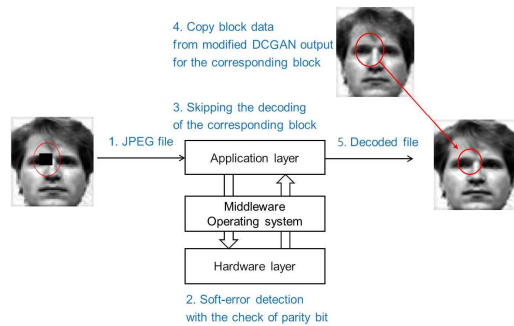 4. Copy block data
from modified DCGAN output
for the corresponding block
3. Skipping the decoding
of the corresponding block
1. JPEG file
Application layer
5. Decoded file
Middleware
Operating system
Hardware layer
2. Soft-error detection
with the check of parity bit